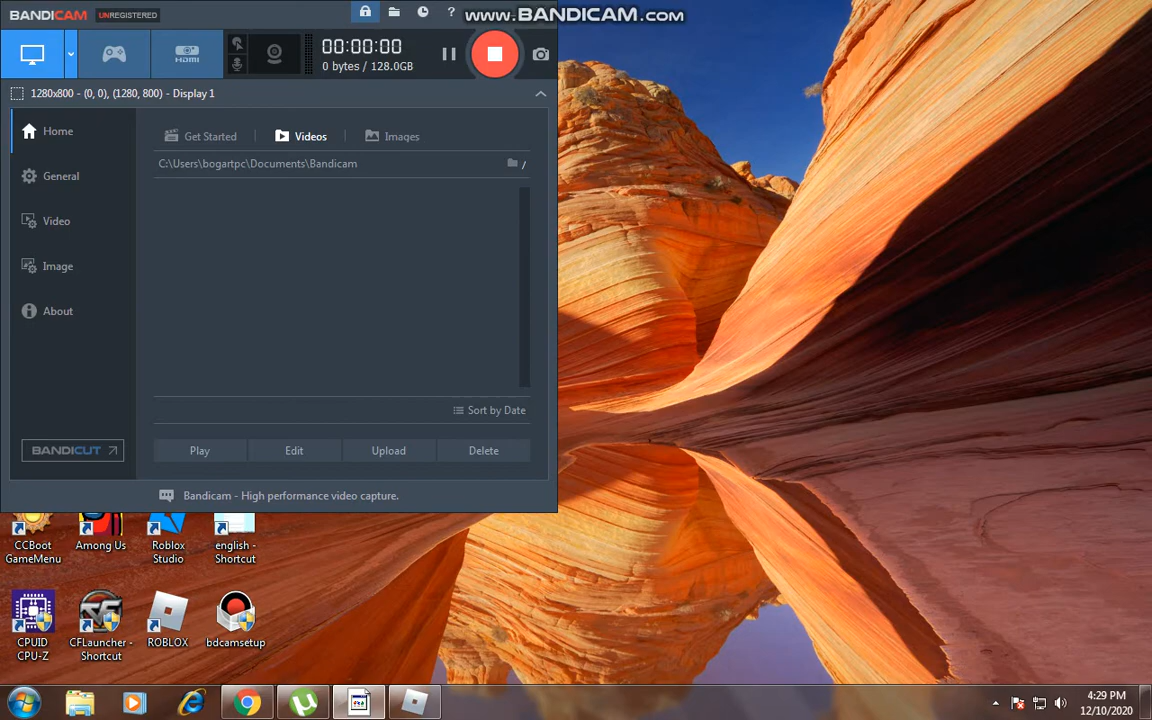 BANDICAM UNREGISTERED
?
www.BANDICAM.com
HDMI
00:00:00
0 bytes / 128.0GB
1280x800 - (0, 0), (1280, 800) - Display 1
Home
Get Started
Videos
Images
C:\Users\bogartpc\Documents\Bandicam
/
General
Video
Image
About
Sort by Date
BANDICUT
Play
Edit
Upload
Delete
Bandicam - High performance video capture.
CCBoot
GameMenu
Among Us
Roblox
Studio
english -
Shortcut
CPUID
CPU-Z
CFLauncher -
Shortcut
ROBLOX
bdcamsetup
4:29 PM
12/10/2020